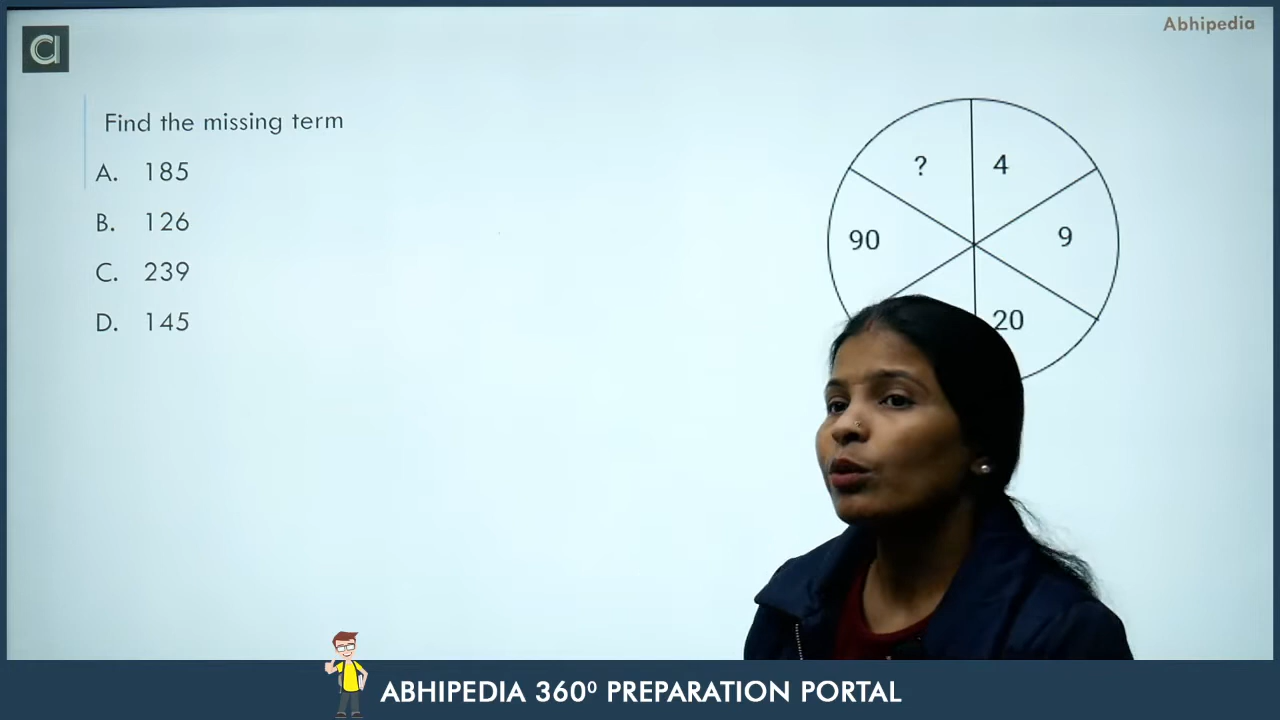 Abhipedia
Find the missing term
A. 185
B. 126
C. 239
D. 145
? 4
90 9
20
ABHIPEDIA 360⁰ PREPARATION PORTAL